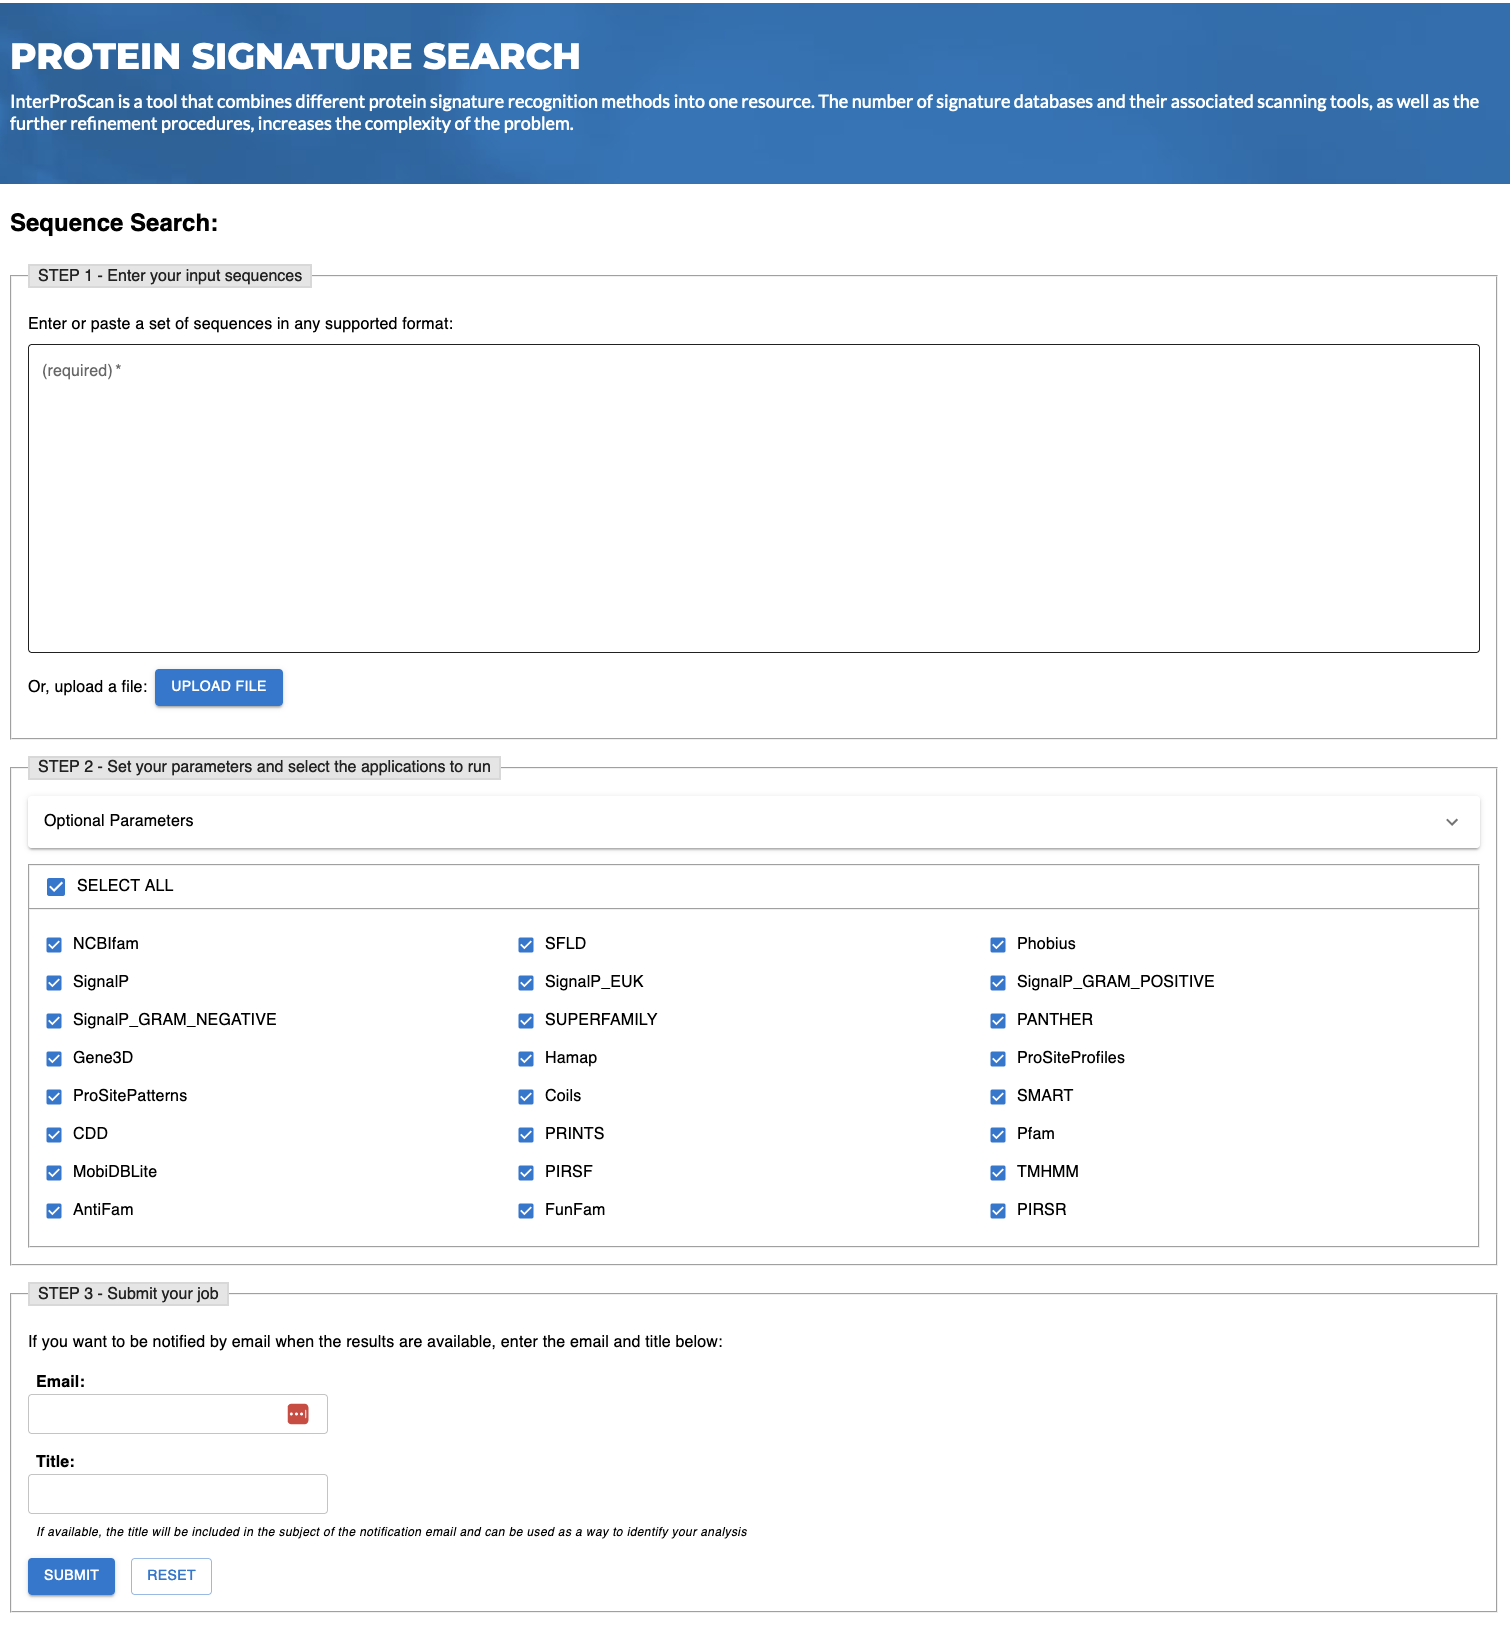 PROTEIN SIGNATURE SEARCH
InterProScan is a tool that combines different protein signature recognition methods into one resource. The number of signature databases and their associated scanning tools, as well as the
further refinement procedures, increases the complexity of the problem.
Sequence Search:
STEP 1 - Enter your input sequences
Enter or paste a set of sequences in any supported format:
(required) *
Or, upload a file: UPLOAD FILE
STEP 2 - Set your parameters and select the applications to run
Optional Parameters
SELECT ALL
NCBIfam SFLD Phobius
SignalP SignalP_EUK SignalP_GRAM_POSITIVE
SignalP_GRAM_NEGATIVE SUPERFAMILY PANTHER
Gene3D Hamap ProSiteProfiles
ProSitePatterns Coils SMART
CDD PRINTS Pfam
MobiDBLite PIRSF TMHMM
AntiFam FunFam PIRSR
STEP 3 - Submit your job
If you want to be notified by email when the results are available, enter the email and title below:
Email:
Title:
If available, the title will be included in the subject of the notification email and can be used as a way to identify your analysis
SUBMIT RESET